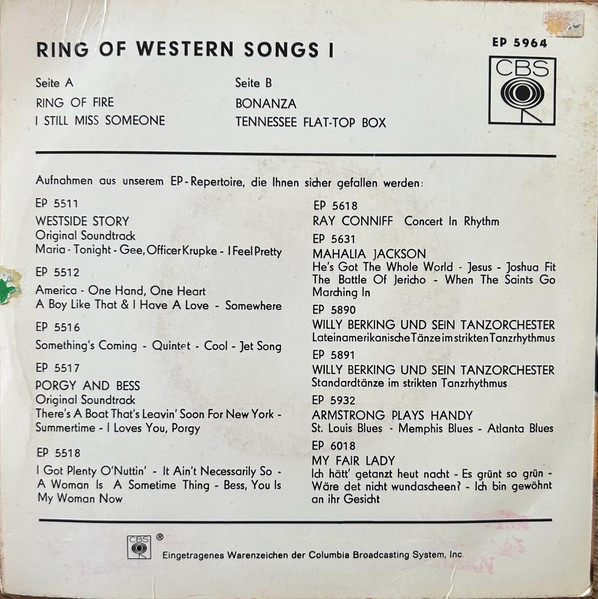 RING OF WESTERN SONGS I
EP 5964
CBS
Seite A
RING OF FIRE
I STILL MISS SOMEONE
Seite B
BONANZA
TENNESSEE FLAT-TOP BOX
Aufnahmen aus unserem EP-Repertoire, die Ihnen sicher gefallen werden:
EP 5511
WESTSIDE STORY
Original Soundtrack
Maria - Tonight - Gee, Officer Krupke - I Feel Pretty
EP 5512
America - One Hand, One Heart
A Boy Like That & I Have A Love - Somewhere
EP 5516
Something's Coming - Quintet - Cool - Jet Song
EP 5517
PORGY AND BESS
Original Soundtrack
There's A Boat That's Leavin' Soon For New York -
Summertime - I Loves You, Porgy
EP 5518
I Got Plenty O'Nuttin' - It Ain't Necessarily So -
A Woman Is A Sometime Thing - Bess, You Is
My Woman Now
EP 5618
RAY CONNIFF Concert In Rhythm
EP 5631
MAHALIA JACKSON
He's Got The Whole World - Jesus - Joshua Fit
The Battle Of Jericho - When The Saints Go
Marching In
EP 5890
WILLY BERKING UND SEIN TANZORCHESTER
Lateinamerikanische Tänze im strikten Tanzrhythmus
EP 5891
WILLY BERKING UND SEIN TANZORCHESTER
Standardtänze im strikten Tanzrhythmus
EP 5932
ARMSTRONG PLAYS HANDY
St. Louis Blues - Memphis Blues - Atlanta Blues
EP 6018
MY FAIR LADY
Ich hätt' getanzt heut nacht - Es grünt so grün -
Wäre det nicht wundascheen? - Ich bin gewöhnt
an ihr Gesicht
CBS ® Eingetragenes Warenzeichen der Columbia Broadcasting System, Inc.